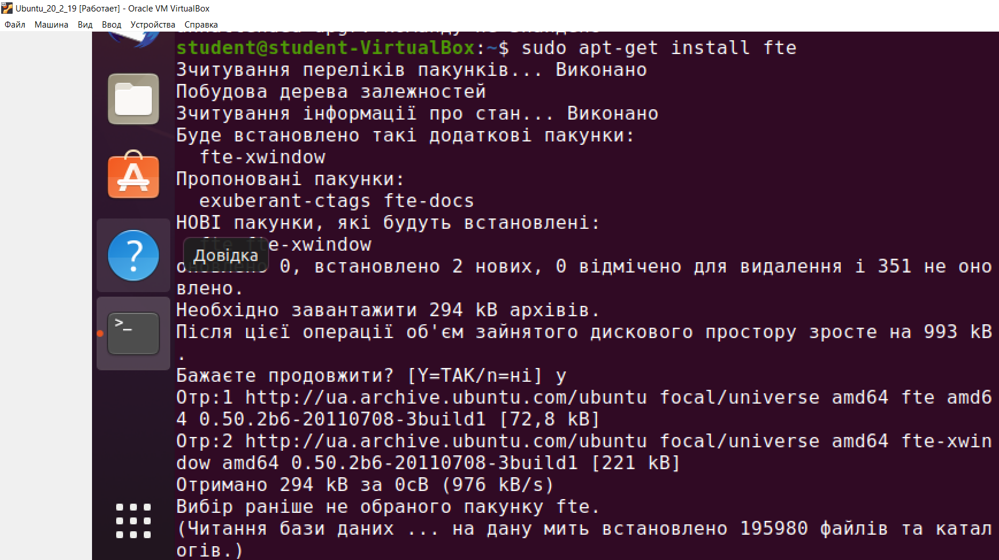 Ubuntu_20_2_19 [Работает] - Oracle VM VirtualBox
Файл Машина Вид Ввод Устройства Справка
student@student-VirtualBox:~$ sudo apt-get install fte
Зчитування переліків пакунків... Виконано
Побудова дерева залежностей
Зчитування інформації про стан... Виконано
Буде встановлено такі додаткові пакунки:
fte-xwindow
Пропоновані пакунки:
exuberant-ctags fte-docs
НОВІ пакунки, які будуть встановлені:
fte fte-xwindow
Довідка
оновлено 0, встановлено 2 нових, 0 відмічено для видалення і 351 не оно
влено.
Необхідно завантажити 294 kB архівів.
Після цієї операції об'єм зайнятого дискового простору зросте на 993 kB
.
Бажаєте продовжити? [Y=ТАК/n=ні] y
Отр:1 http://ua.archive.ubuntu.com/ubuntu focal/universe amd64 fte amd6
4 0.50.2b6-20110708-3build1 [72,8 kB]
Отр:2 http://ua.archive.ubuntu.com/ubuntu focal/universe amd64 fte-xwin
dow amd64 0.50.2b6-20110708-3build1 [221 kB]
Отримано 294 kB за 0сB (976 kB/s)
Вибір раніше не обраного пакунку fte.
(Читання бази даних ... на дану мить встановлено 195980 файлів та катал
огів.)